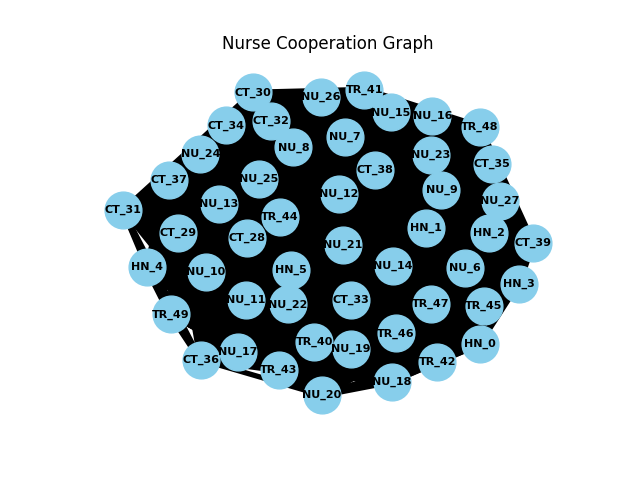 Nurse Cooperation Graph
TR_41
CT_30
NU_26
NU_15
NU_16
CT_32
CT_34
TR_48
NU_7
NU_8
NU_24
NU_23
CT_35
CT_38
NU_25
CT_37
NU_9
NU_12
NU_27
NU_13
CT_31
TR_44
HN_1
CT_29
HN_2
CT_28
NU_21
CT_39
NU_14
HN_4
NU_6
HN_5
NU_10
HN_3
NU_11
CT_33
NU_22
TR_47
TR_45
TR_49
TR_46
TR_40
HN_0
NU_19
NU_17
CT_36
TR_42
TR_43
NU_18
NU_20